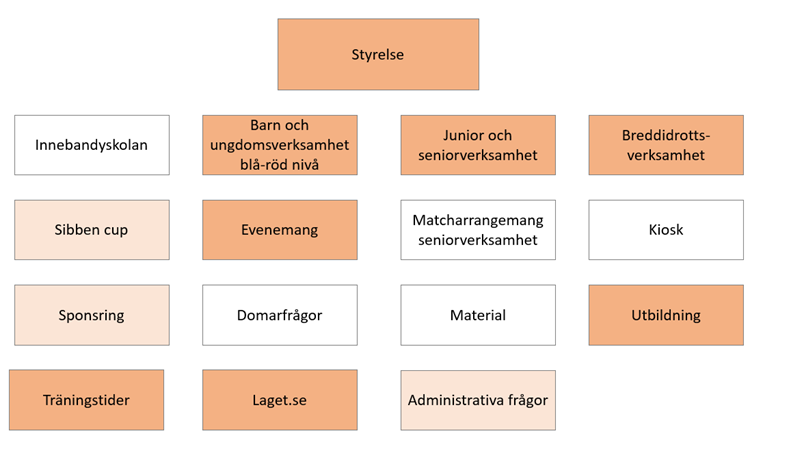 Styrelse
Innebandyskolan
Barn och
ungdomsverksamhet
blå-röd nivå
Junior och
seniorverksamhet
Breddidrotts-
verksamhet
Sibben cup
Evenemang
Matcharrangemang
seniorverksamhet
Kiosk
Sponsring
Domarfrågor
Material
Utbildning
Träningstider
Laget.se
Administrativa frågor